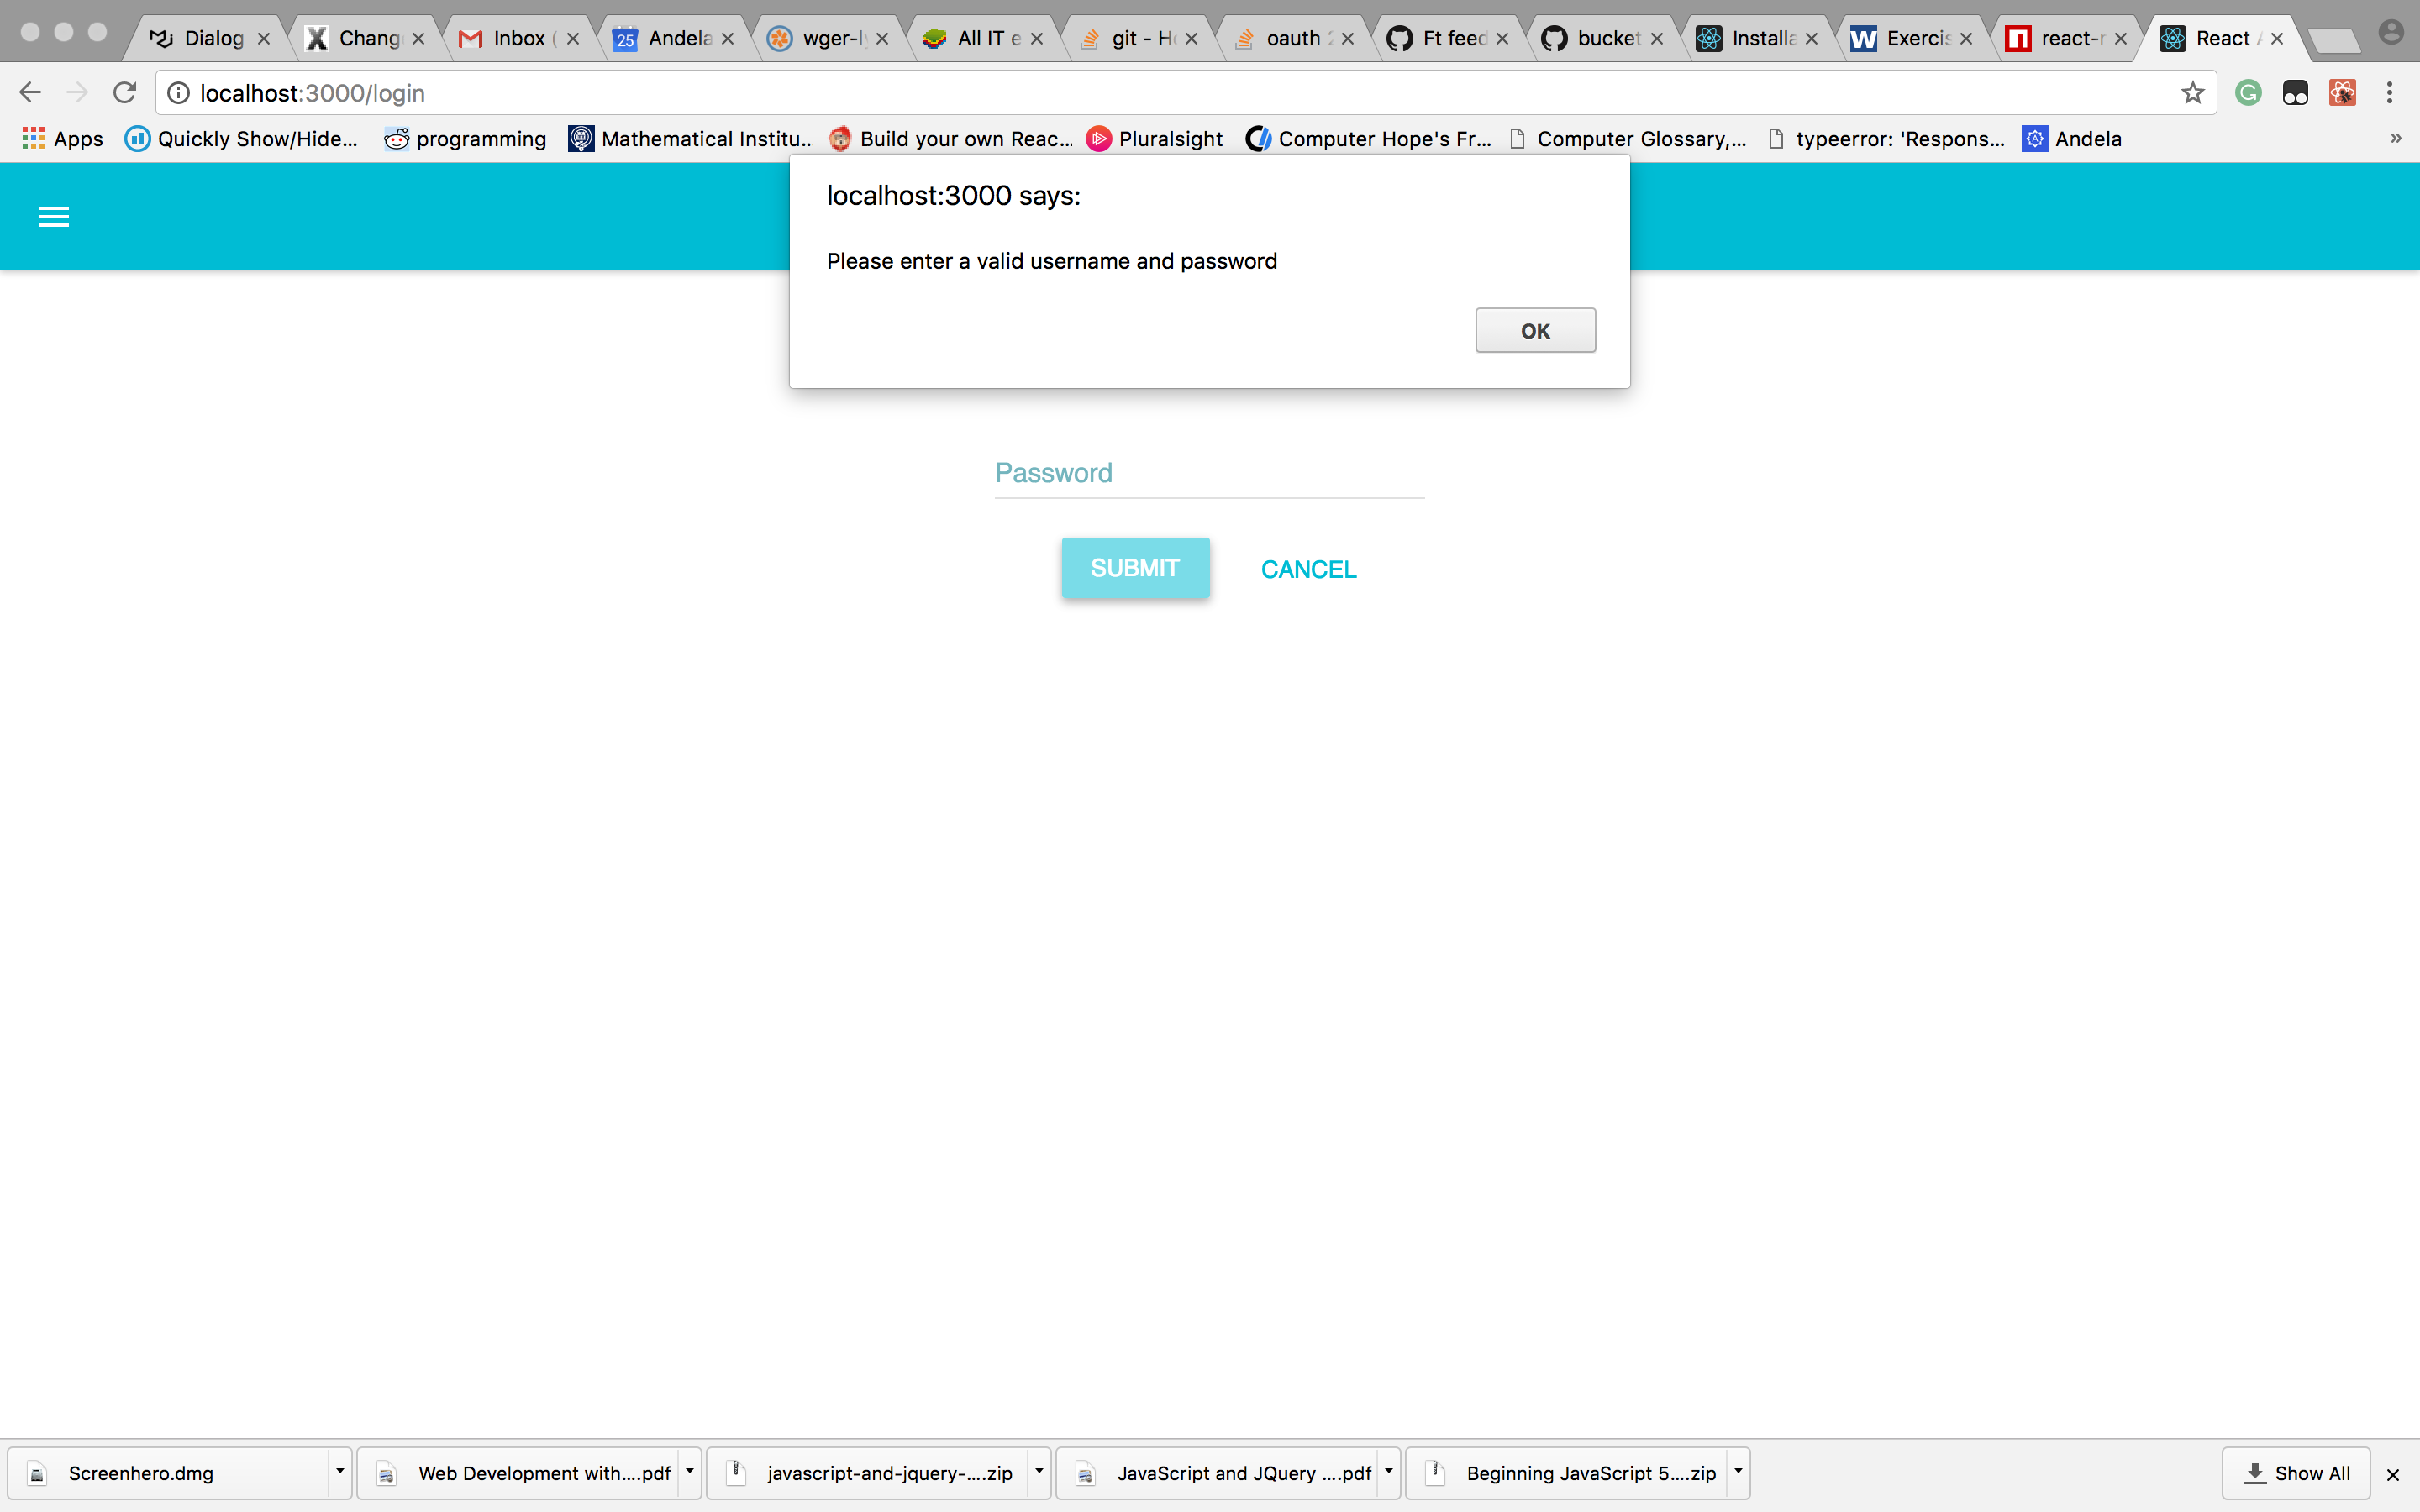 Dialog
Chang
Inbox (
25 Andela
wger-ly
All IT e
git - Ho
oauth 2
Ft feed
bucket
Installa
W Exercis
react-r
React A
localhost:3000/login
Apps
Quickly Show/Hide...
programming
Mathematical Institu...
Build your own Reac...
Pluralsight
Computer Hope's Fr...
Computer Glossary,...
typeerror: 'Respons...
Andela
»
localhost:3000 says:
Please enter a valid username and password
OK
Password
SUBMIT
CANCEL
Screenhero.dmg
Web Development with....pdf
javascript-and-jquery-....zip
JavaScript and JQuery ....pdf
Beginning JavaScript 5....zip
Show All